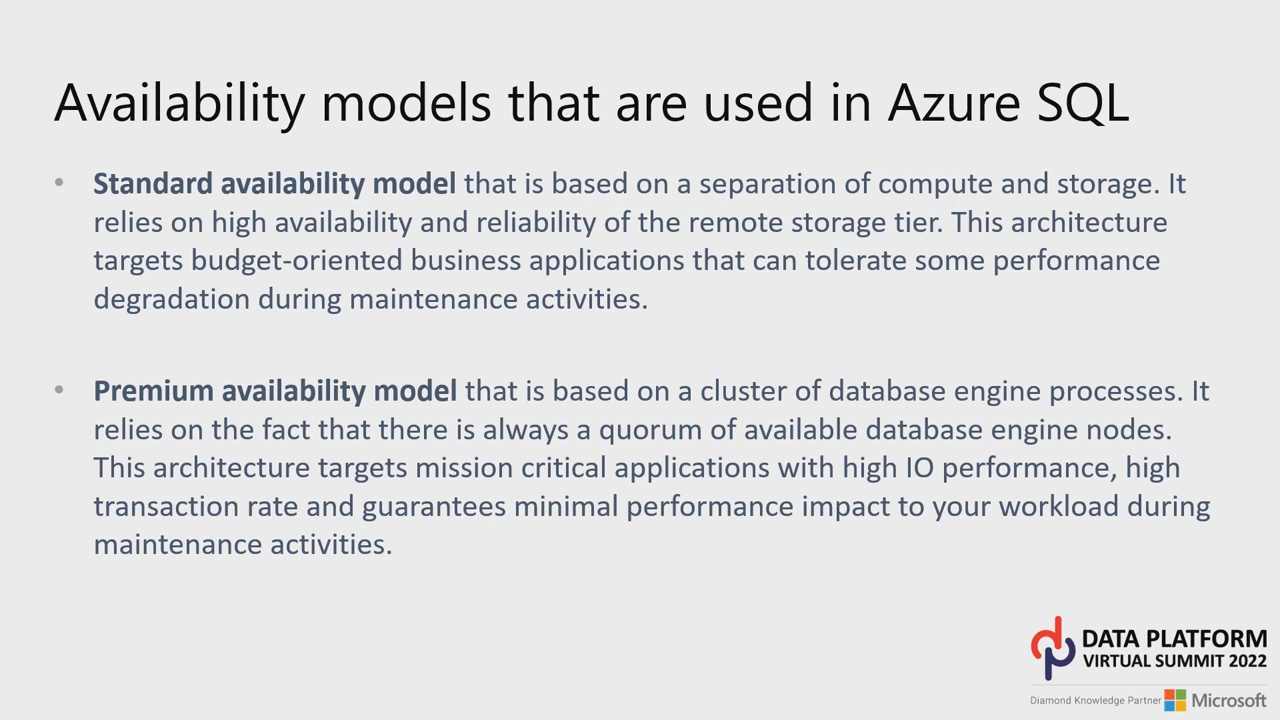 Availability models that are used in Azure SQL
• Standard availability model that is based on a separation of compute and storage. It
relies on high availability and reliability of the remote storage tier. This architecture
targets budget-oriented business applications that can tolerate some performance
degradation during maintenance activities.
• Premium availability model that is based on a cluster of database engine processes. It
relies on the fact that there is always a quorum of available database engine nodes.
This architecture targets mission critical applications with high IO performance, high
transaction rate and guarantees minimal performance impact to your workload during
maintenance activities.
DATA PLATFORM
VIRTUAL SUMMIT 2022
Diamond Knowledge Partner Microsoft